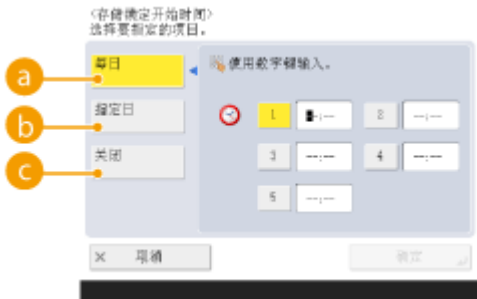 <存储锁定开始时间>
选择要指定的项目。
a
每日
使用数字键输入。
b
指定日
1 -:-- 2 --:--
c
关闭
3 --:-- 4 --:--
5 --:--
× 取消
确定